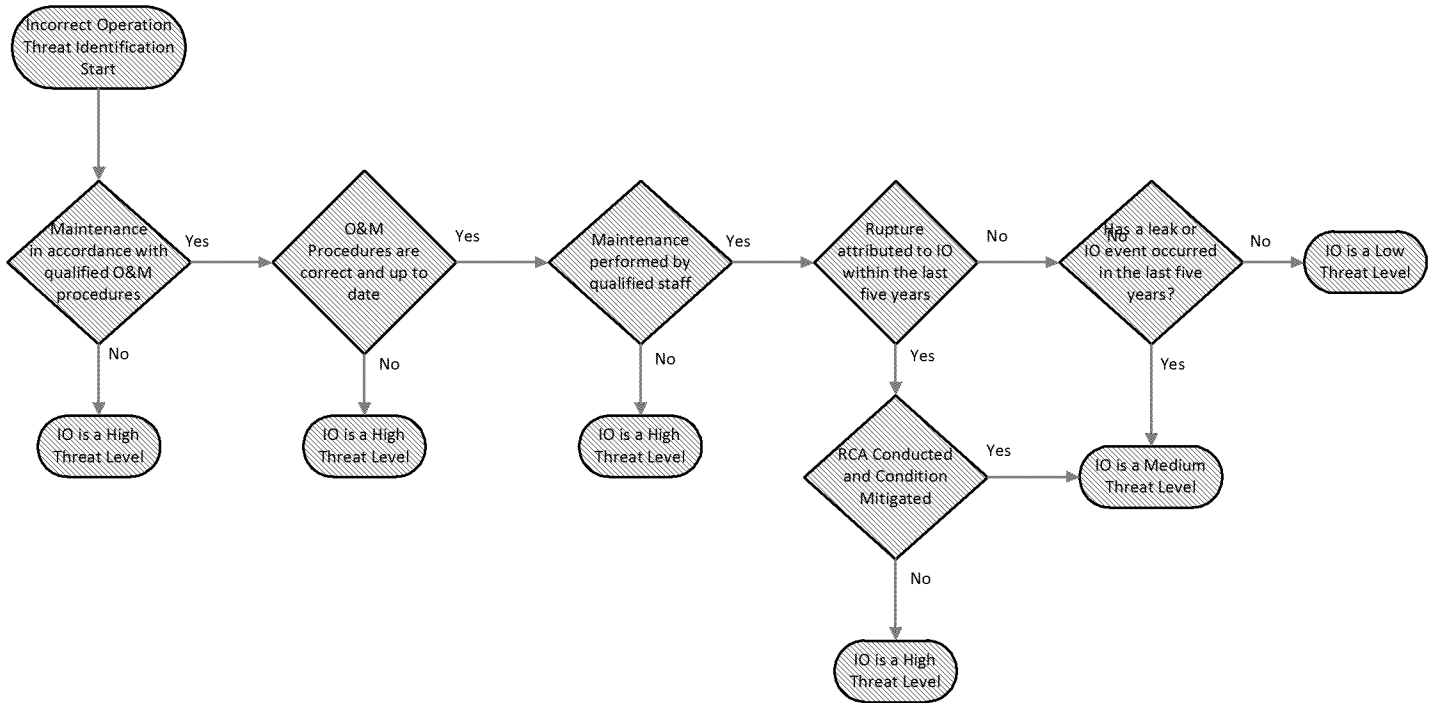 Incorrect Operation
Threat Identification
Start
Maintenance
in accordance with
qualified O&M
procedures
Yes
No
IO is a High
Threat Level
O&M
Procedures are
correct and up to
date
Yes
No
IO is a High
Threat Level
Maintenance
performed by
qualified staff
Yes
No
IO is a High
Threat Level
Rupture
attributed to IO
within the last
five years
No
Yes
RCA Conducted
and Condition
Mitigated
Yes
No
IO is a High
Threat Level
Has a leak or
No
IO event occurred
in the last five
years?
No
Yes
IO is a Low
Threat Level
IO is a Medium
Threat Level